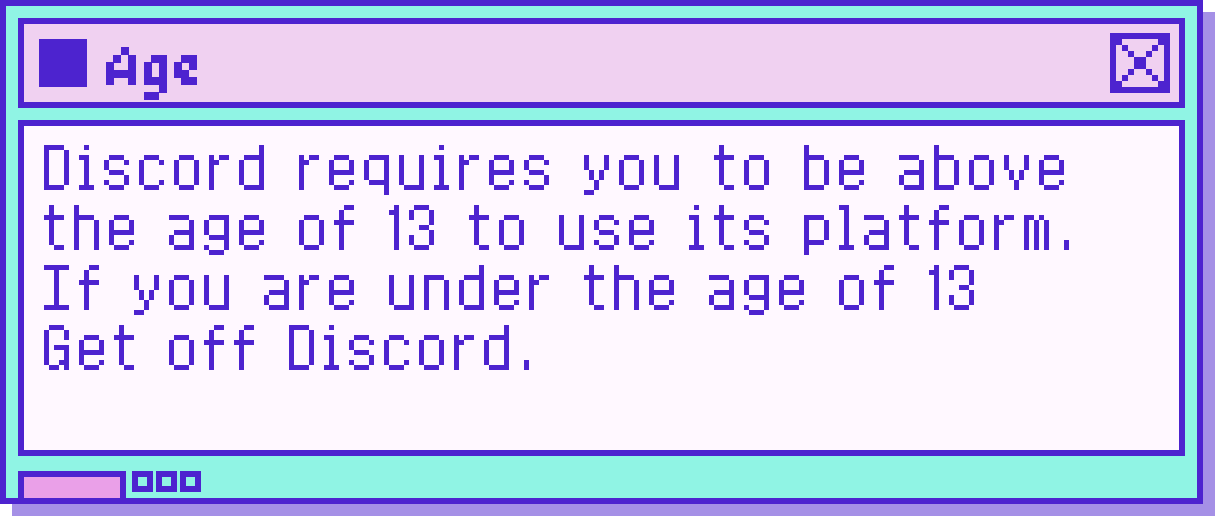 Age
Discord requires you to be above
the age of 13 to use its platform.
If you are under the age of 13
Get off Discord.